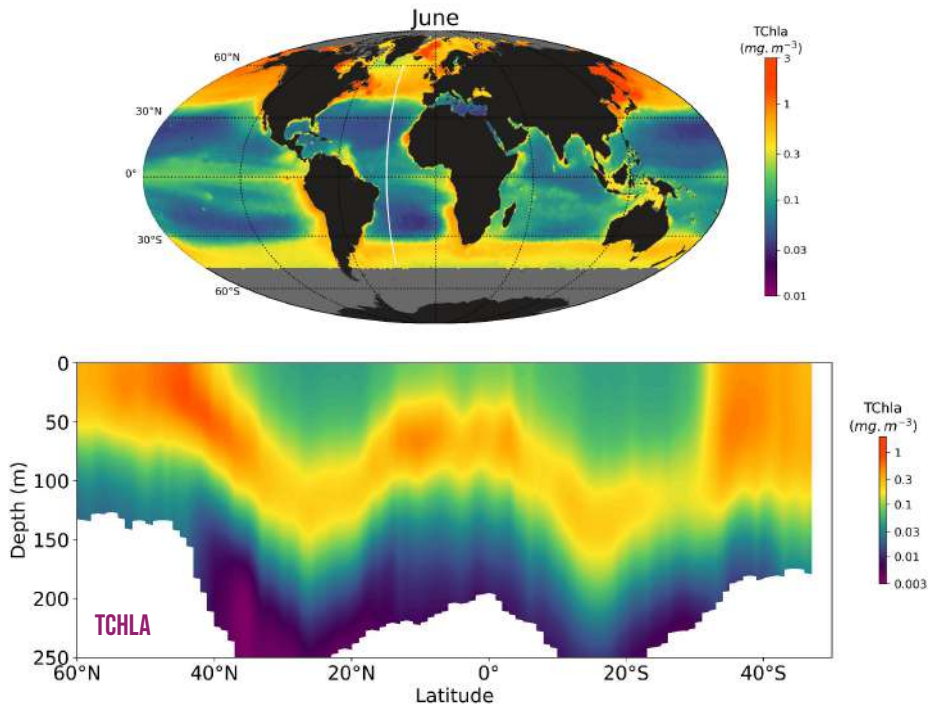 June
TChla
(mg. m⁻³)
3
1
0.3
0.1
0.03
0.01
60°N
30°N
0°
30°S
60°S
TChla
(mg. m⁻³)
1
0.3
0.1
0.03
0.01
0.003
Depth (m)
0
50
100
150
200
250
TCHLA
60°N 40°N 20°N 0° 20°S 40°S
Latitude